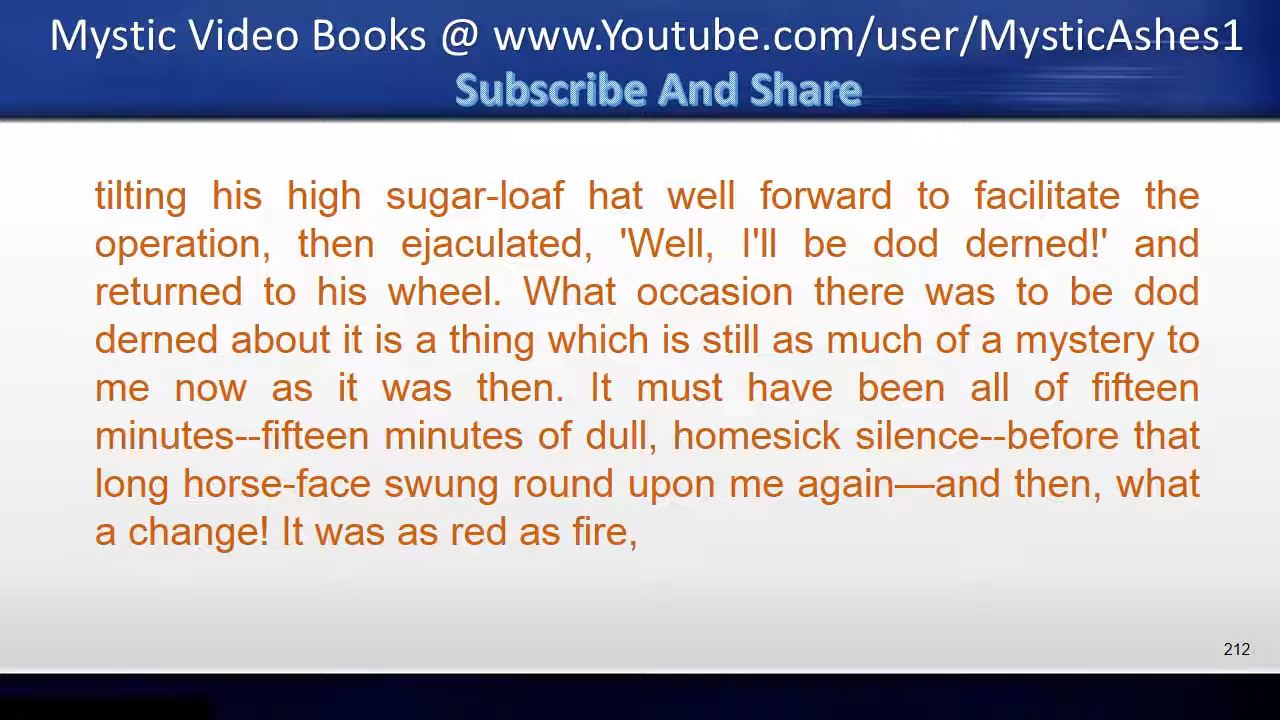 Mystic Video Books @ www.Youtube.com/user/MysticAshes1
Subscribe And Share
tilting his high sugar-loaf hat well forward to facilitate the
operation, then ejaculated, 'Well, I'll be dod derned!' and
returned to his wheel. What occasion there was to be dod
derned about it is a thing which is still as much of a mystery to
me now as it was then. It must have been all of fifteen
minutes--fifteen minutes of dull, homesick silence--before that
long horse-face swung round upon me again—and then, what
a change! It was as red as fire,
212